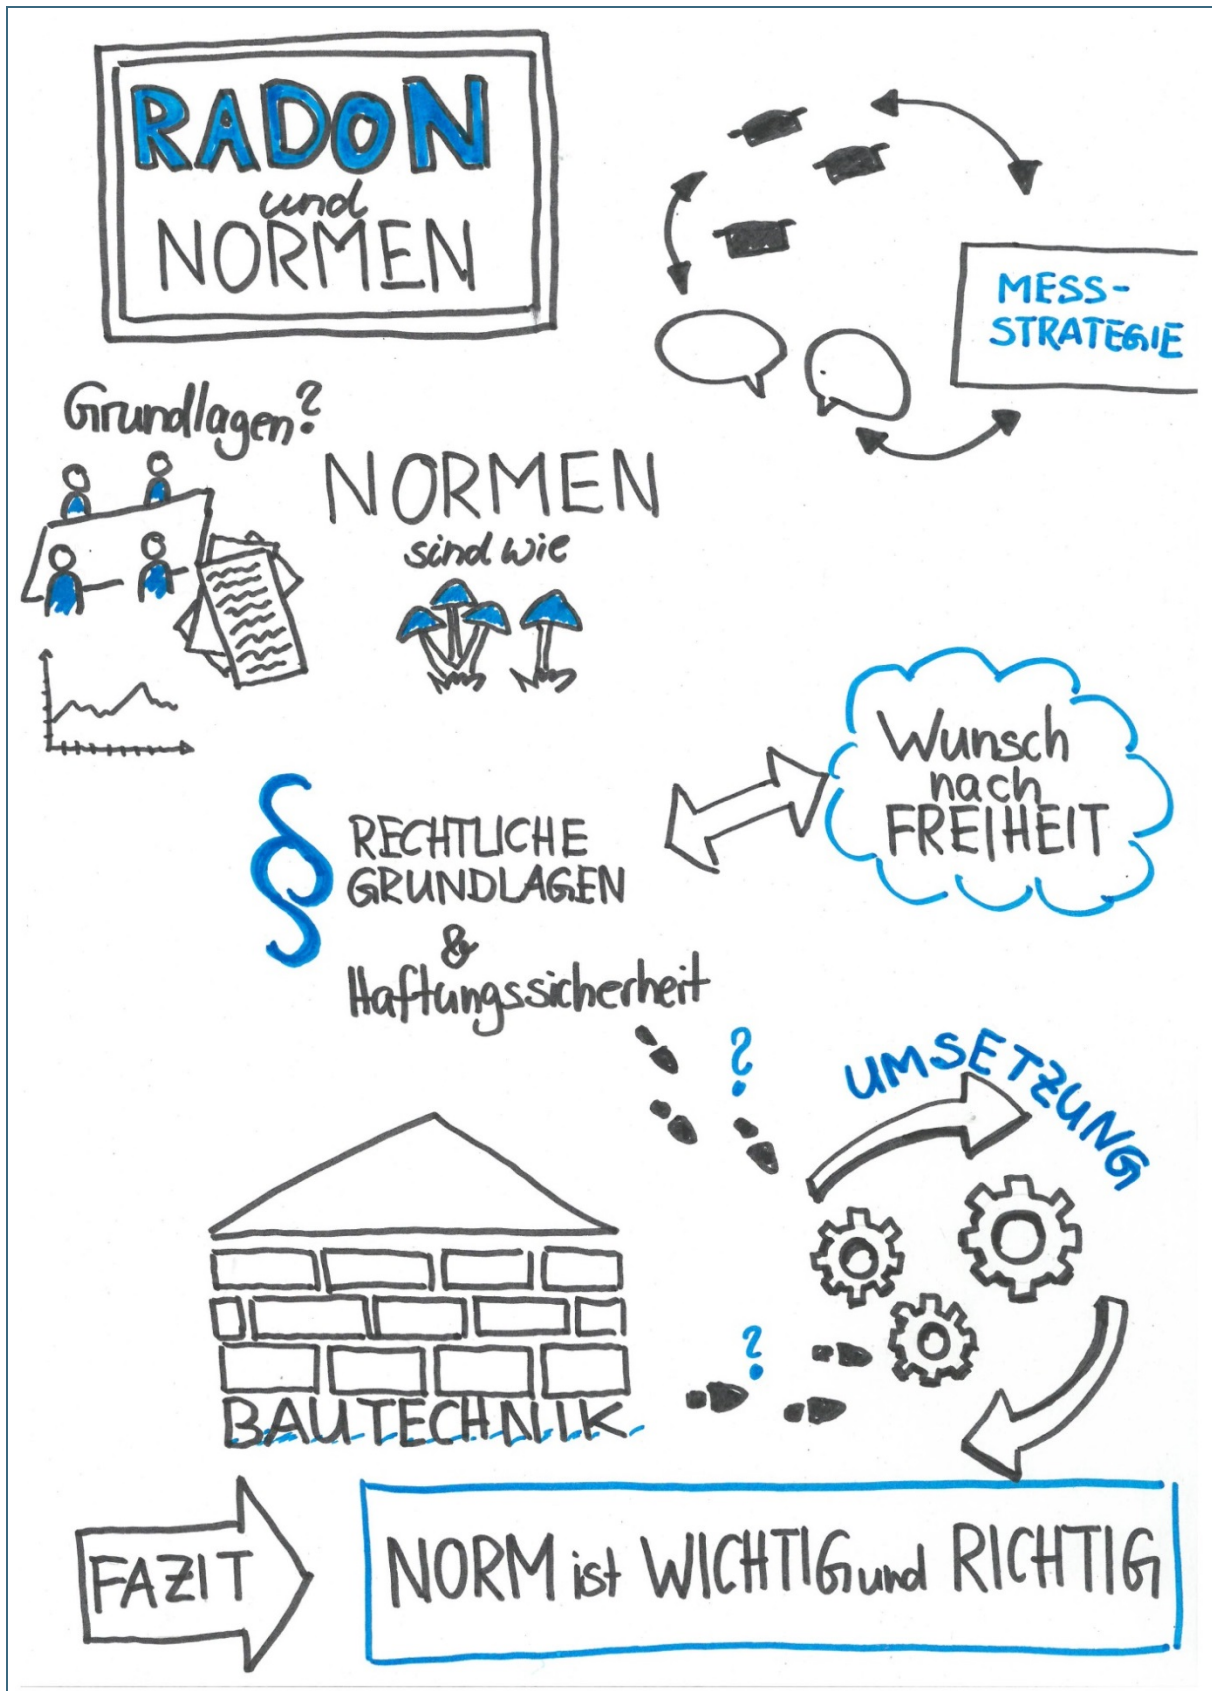 RADON
und
NORMEN
MESS-
STRATEGIE
Grundlagen?
NORMEN
sind wie
Wunsch
nach
FREIHEIT
§ RECHTLICHE
GRUNDLAGEN
&
Haftungssicherheit
?
UMSETZUNG
?
BAUTECHNIK
FAZIT
NORM ist WICHTIG und RICHTIG